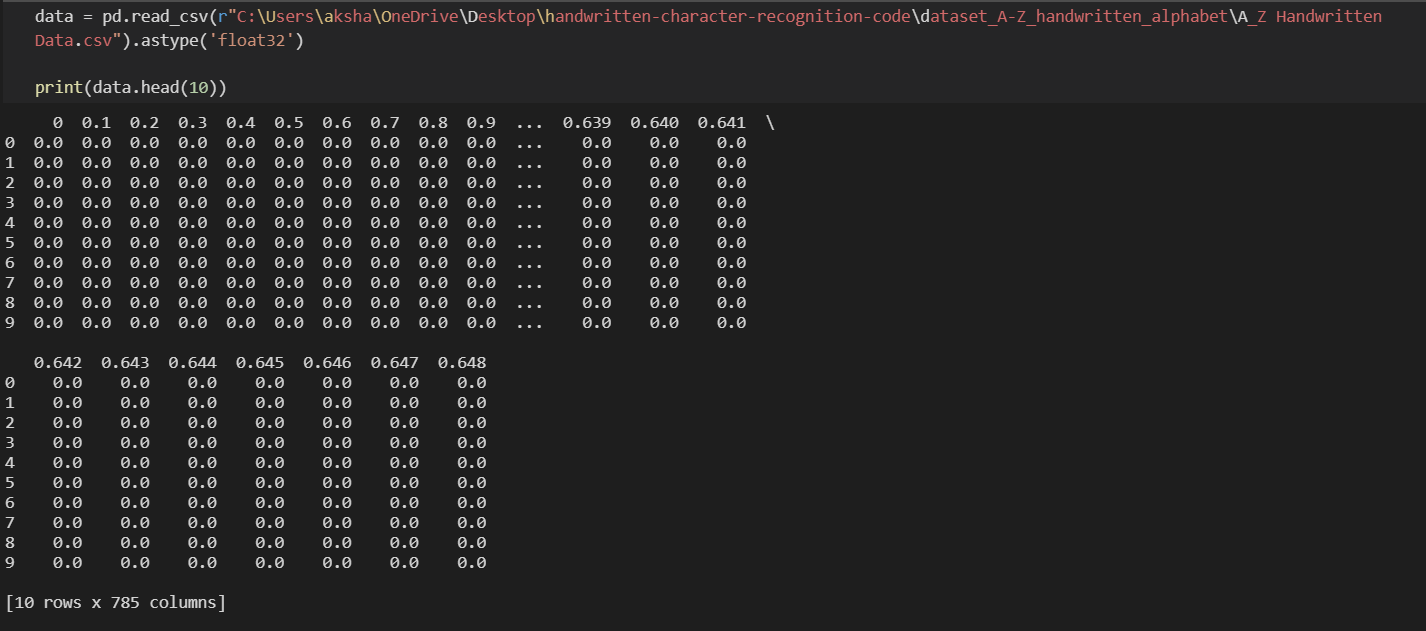 data = pd.read_csv(r"C:\Users\aksha\OneDrive\Desktop\handwritten-character-recognition-code\dataset_A-Z_handwritten_alphabet\A_Z Handwritten
Data.csv").astype('float32')
print(data.head(10))
0 0.1 0.2 0.3 0.4 0.5 0.6 0.7 0.8 0.9 ... 0.639 0.640 0.641 \
0 0.0 0.0 0.0 0.0 0.0 0.0 0.0 0.0 0.0 0.0 ... 0.0 0.0 0.0
1 0.0 0.0 0.0 0.0 0.0 0.0 0.0 0.0 0.0 0.0 ... 0.0 0.0 0.0
2 0.0 0.0 0.0 0.0 0.0 0.0 0.0 0.0 0.0 0.0 ... 0.0 0.0 0.0
3 0.0 0.0 0.0 0.0 0.0 0.0 0.0 0.0 0.0 0.0 ... 0.0 0.0 0.0
4 0.0 0.0 0.0 0.0 0.0 0.0 0.0 0.0 0.0 0.0 ... 0.0 0.0 0.0
5 0.0 0.0 0.0 0.0 0.0 0.0 0.0 0.0 0.0 0.0 ... 0.0 0.0 0.0
6 0.0 0.0 0.0 0.0 0.0 0.0 0.0 0.0 0.0 0.0 ... 0.0 0.0 0.0
7 0.0 0.0 0.0 0.0 0.0 0.0 0.0 0.0 0.0 0.0 ... 0.0 0.0 0.0
8 0.0 0.0 0.0 0.0 0.0 0.0 0.0 0.0 0.0 0.0 ... 0.0 0.0 0.0
9 0.0 0.0 0.0 0.0 0.0 0.0 0.0 0.0 0.0 0.0 ... 0.0 0.0 0.0
0.642 0.643 0.644 0.645 0.646 0.647 0.648
0 0.0 0.0 0.0 0.0 0.0 0.0 0.0
1 0.0 0.0 0.0 0.0 0.0 0.0 0.0
2 0.0 0.0 0.0 0.0 0.0 0.0 0.0
3 0.0 0.0 0.0 0.0 0.0 0.0 0.0
4 0.0 0.0 0.0 0.0 0.0 0.0 0.0
5 0.0 0.0 0.0 0.0 0.0 0.0 0.0
6 0.0 0.0 0.0 0.0 0.0 0.0 0.0
7 0.0 0.0 0.0 0.0 0.0 0.0 0.0
8 0.0 0.0 0.0 0.0 0.0 0.0 0.0
9 0.0 0.0 0.0 0.0 0.0 0.0 0.0
[10 rows x 785 columns]